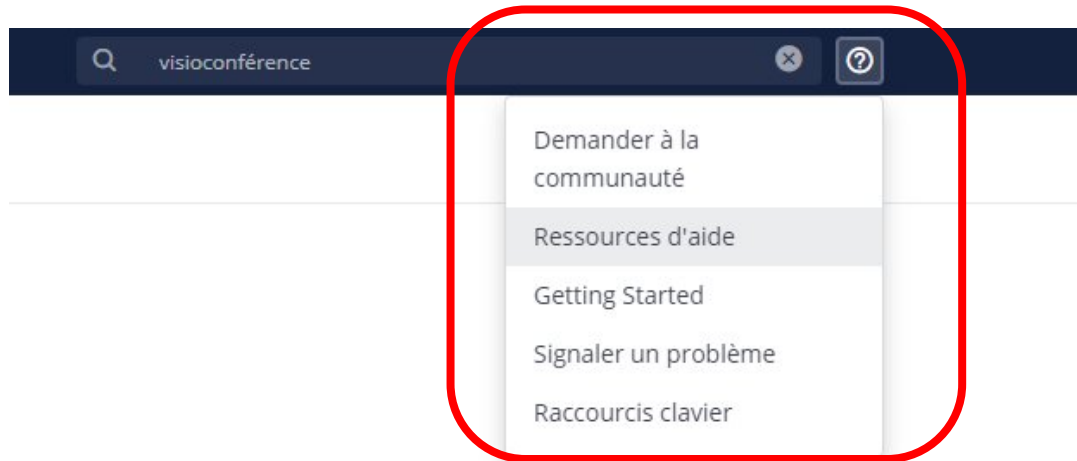 visioconférence
Demander à la
communauté
Ressources d'aide
Getting Started
Signaler un problème
Raccourcis clavier